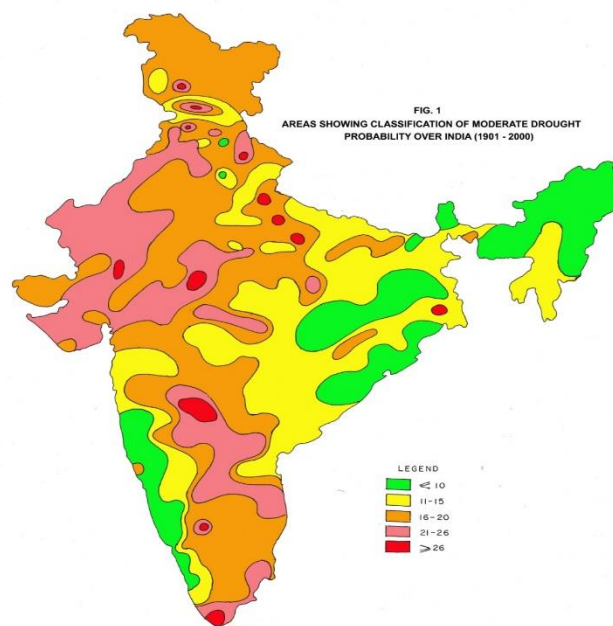 FIG. 1
AREAS SHOWING CLASSIFICATION OF MODERATE DROUGHT
PROBABILITY OVER INDIA (1901 - 2000)
LEGEND
⩽ 10
11-15
16-20
21-26
⩾ 26